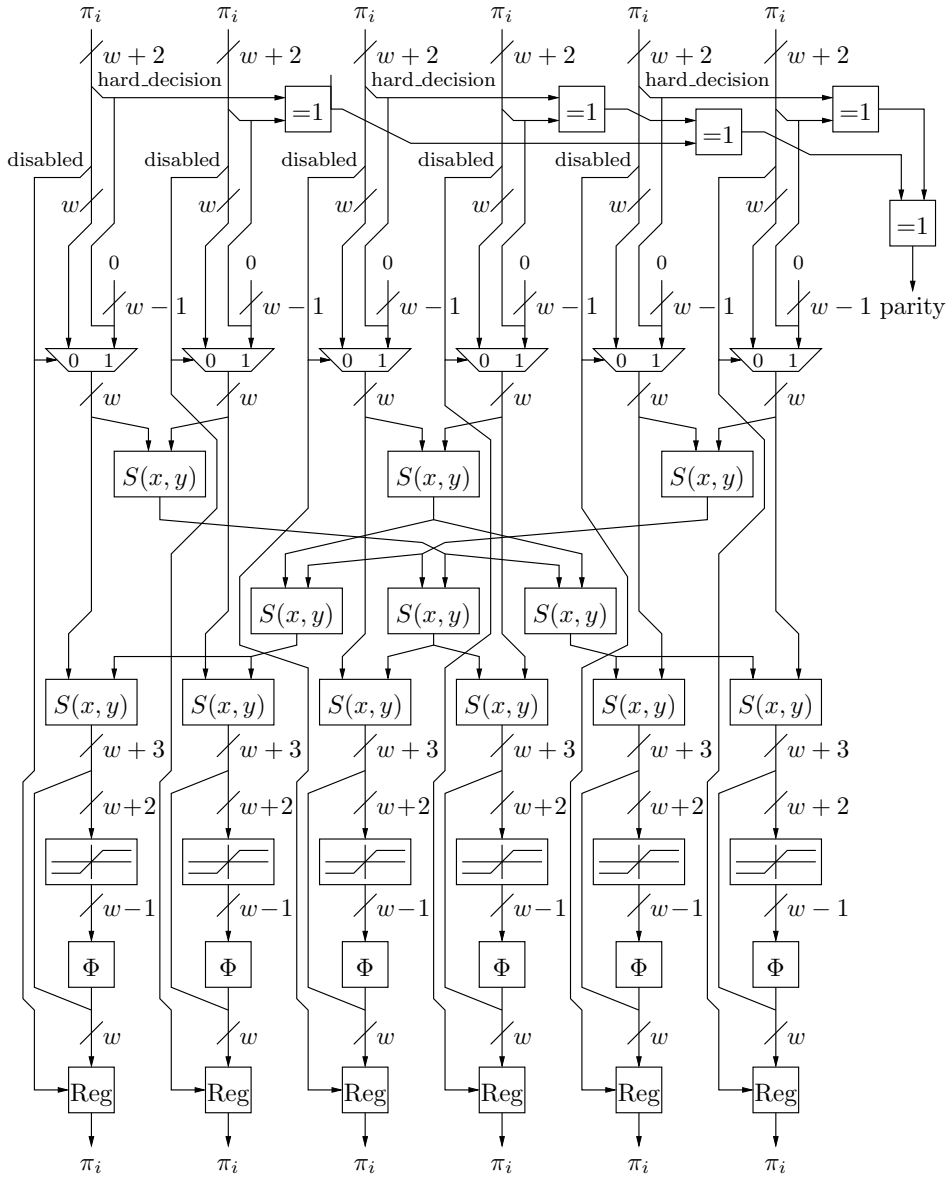 π_i π_i π_i π_i π_i π_i
w + 2 w + 2 w + 2 w + 2 w + 2 w + 2
hard_decision hard_decision hard_decision
=1 =1 =1
=1
disabled disabled disabled disabled disabled
w w w w w w
=1
0 0 0 0 0 0
w − 1 w − 1 w − 1 w − 1 w − 1 w − 1 parity
0 1 0 1 0 1 0 1 0 1 0 1
w w w w w w
S(x, y) S(x, y) S(x, y)
S(x, y) S(x, y) S(x, y)
S(x, y) S(x, y) S(x, y) S(x, y) S(x, y) S(x, y)
w + 3 w + 3 w + 3 w + 3 w + 3 w + 3
w+2 w+2 w+2 w+2 w+2 w + 2
w−1 w−1 w−1 w−1 w−1 w − 1
Φ Φ Φ Φ Φ Φ
w w w w w w
Reg Reg Reg Reg Reg Reg
π_i π_i π_i π_i π_i π_i